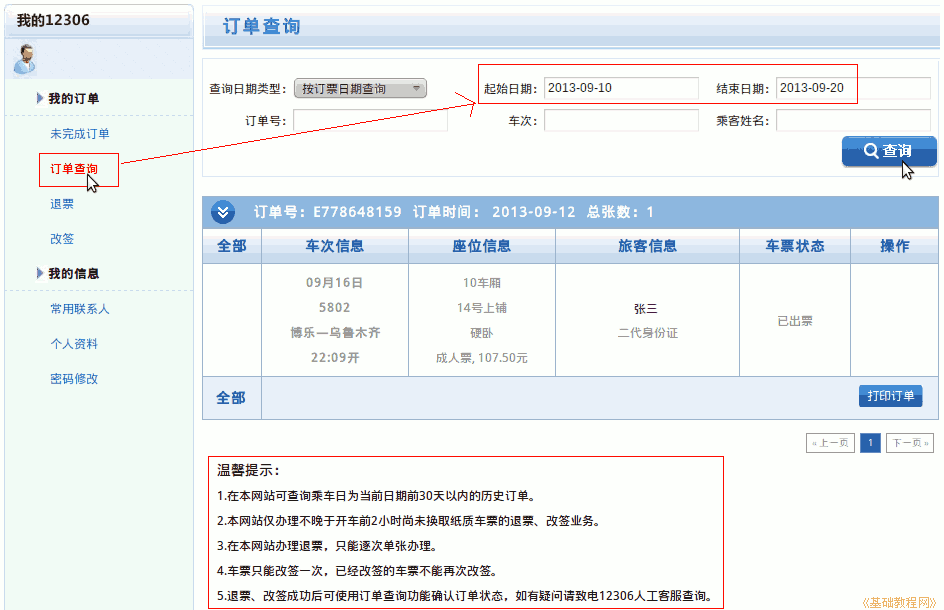 我的12306
我的订单
未完成订单
订单查询
退票
改签
我的信息
常用联系人
个人资料
密码修改
订单查询
查询日期类型: 按订票日期查询 起始日期: 2013-09-10 结束日期: 2013-09-20
订单号: 车次: 乘客姓名:
查询
订单号: E778648159 订单时间: 2013-09-12 总张数: 1
全部 车次信息 座位信息 旅客信息 车票状态 操作
09月16日 10车厢
5802 14号上铺 张三
博乐—乌鲁木齐 硬卧 二代身份证 已出票
22:09开 成人票, 107.50元
全部 打印订单
« 上一页 1 下一页 »
温馨提示:
1.在本网站可查询乘车日为当前日期前30天以内的历史订单。
2.本网站仅办理不晚于开车前2小时尚未换取纸质车票的退票、改签业务。
3.在本网站办理退票，只能逐次单张办理。
4.车票只能改签一次，已经改签的车票不能再次改签。
5.退票、改签成功后可使用订单查询功能确认订单状态，如有疑问请致电12306人工客服查询。
《基础教程网》